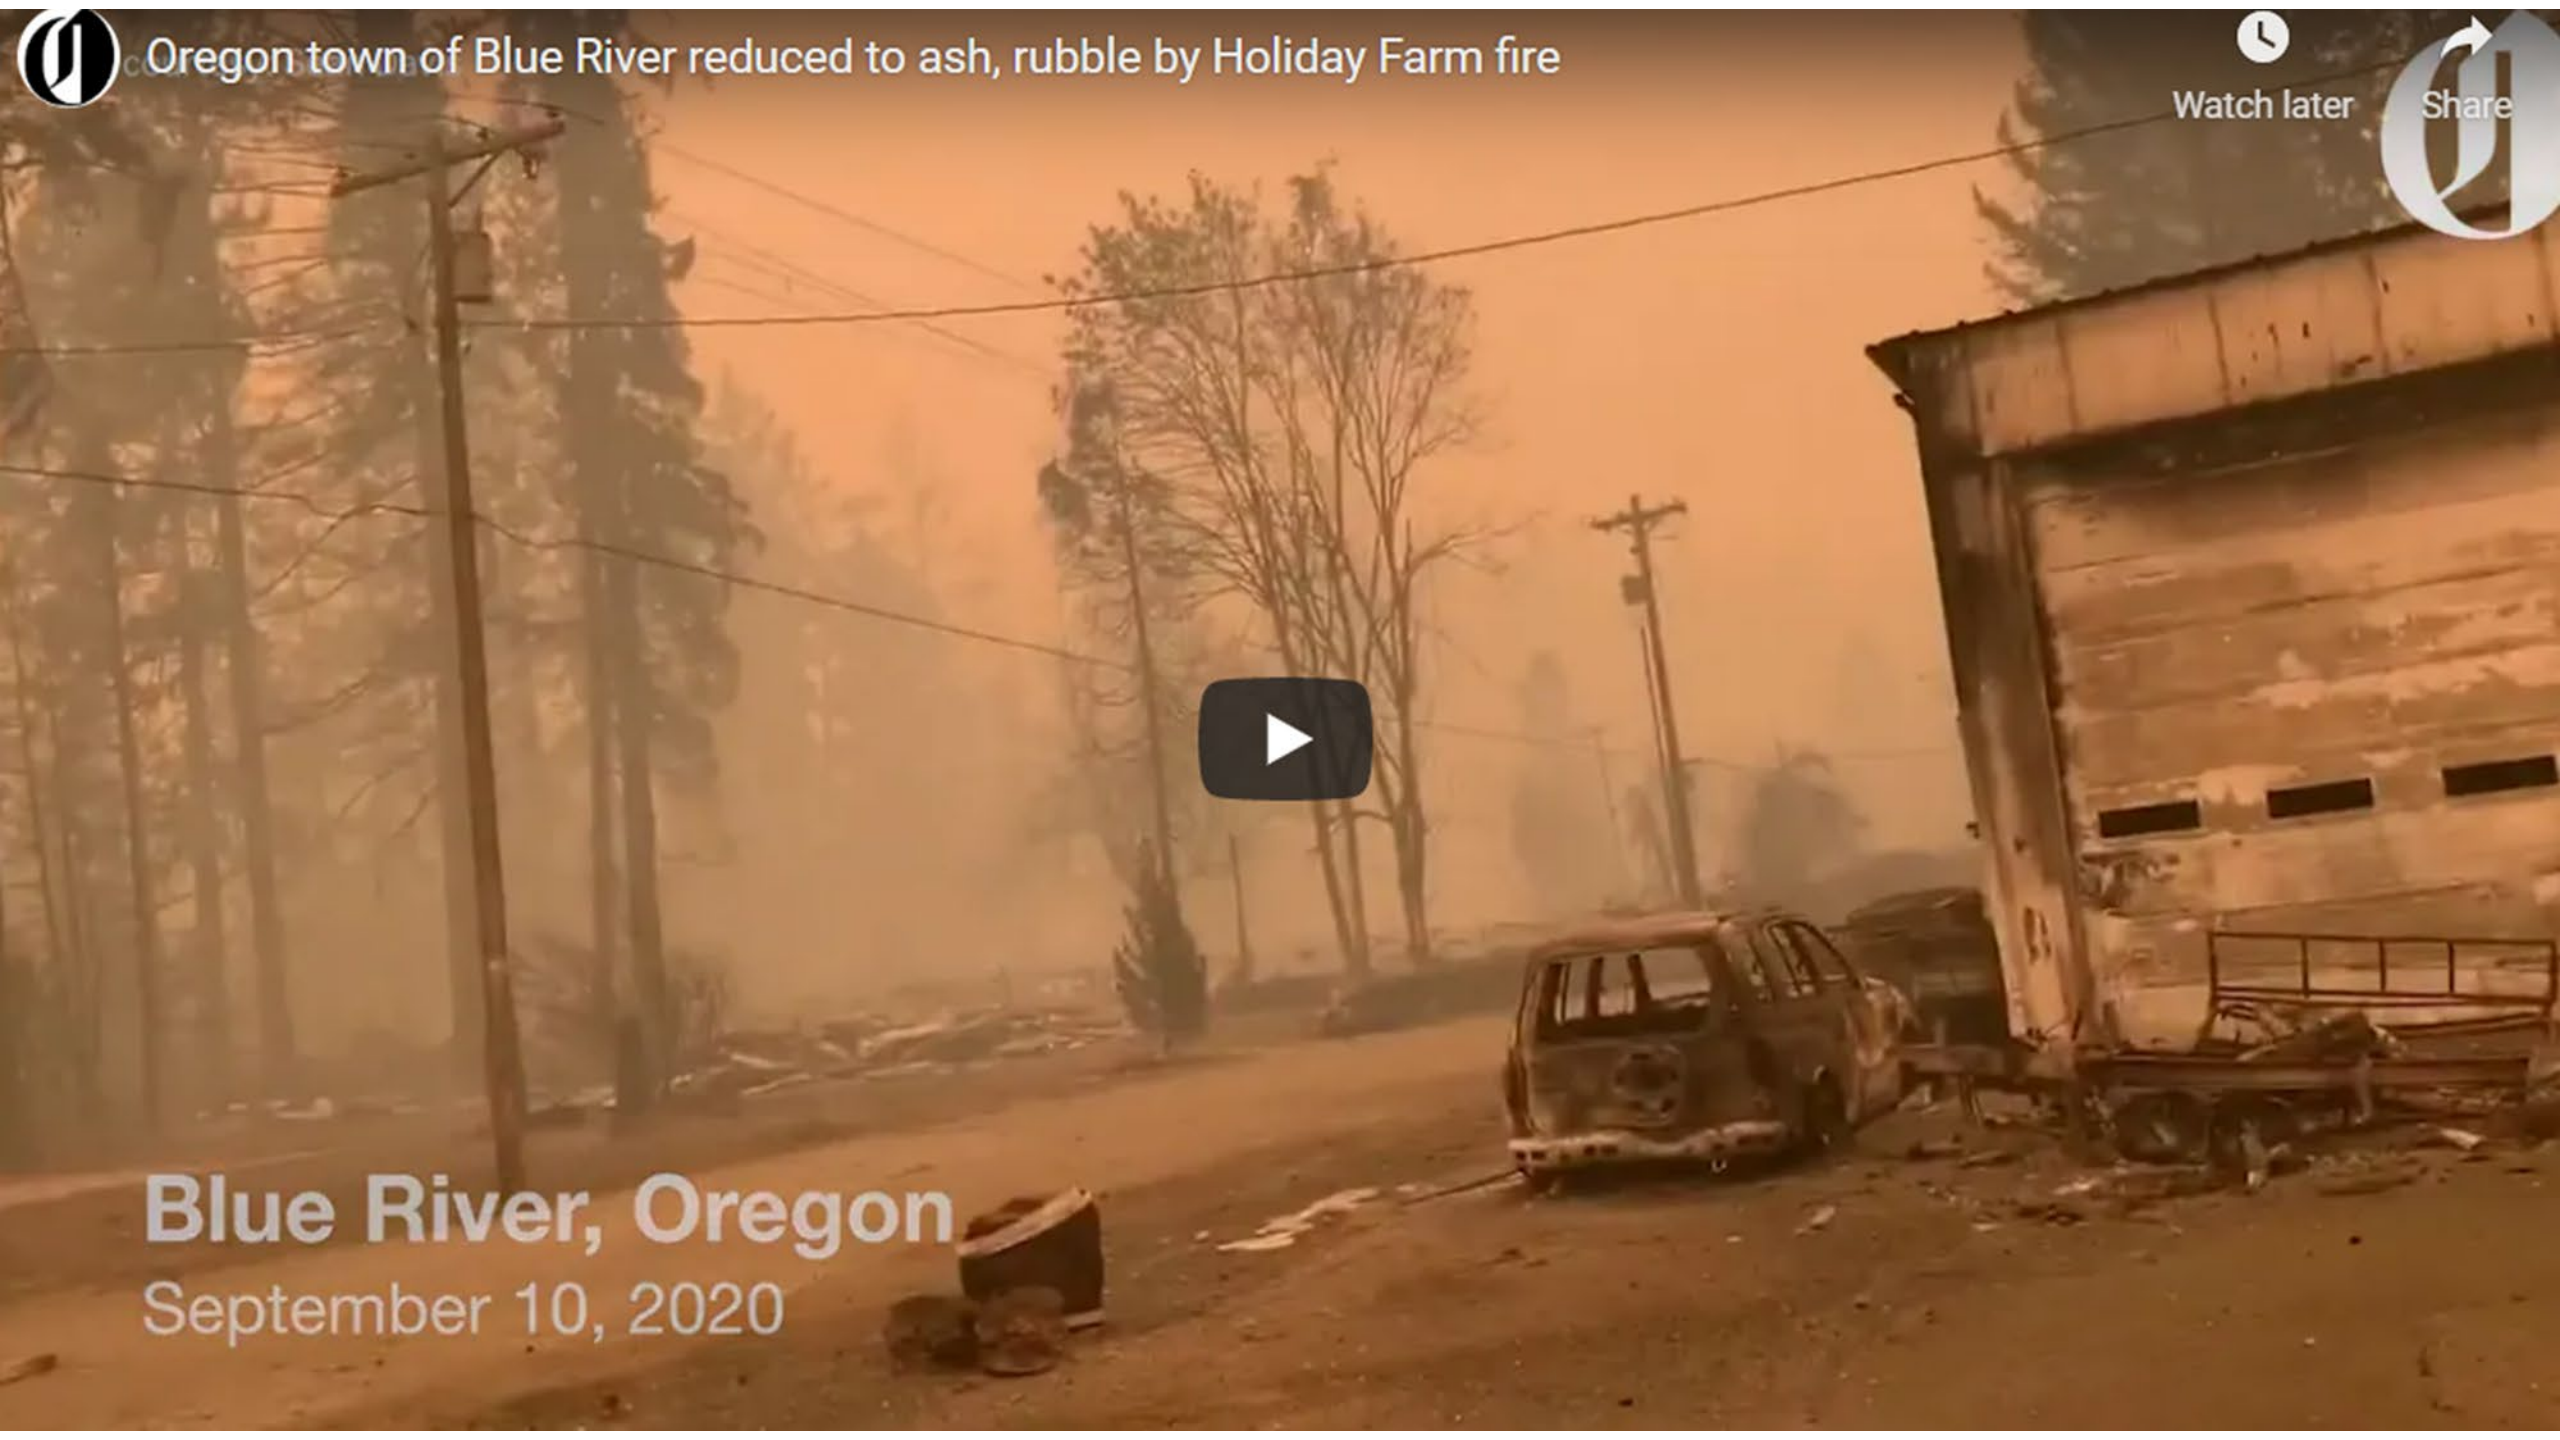 Oregon town of Blue River reduced to ash, rubble by Holiday Farm fire
Watch later
Share
Blue River, Oregon
September 10, 2020